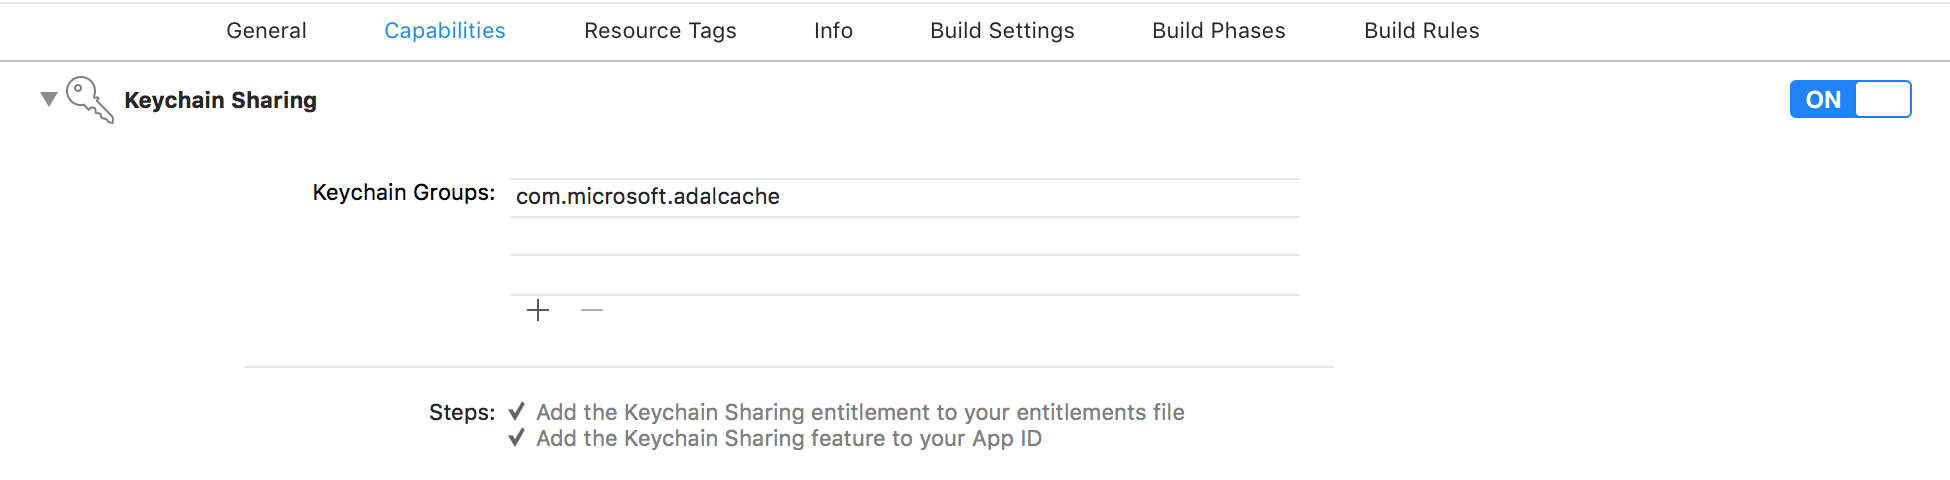 General Capabilities Resource Tags Info Build Settings Build Phases Build Rules
Keychain Sharing ON
Keychain Groups: com.microsoft.adalcache
Steps: ✓ Add the Keychain Sharing entitlement to your entitlements file
✓ Add the Keychain Sharing feature to your App ID